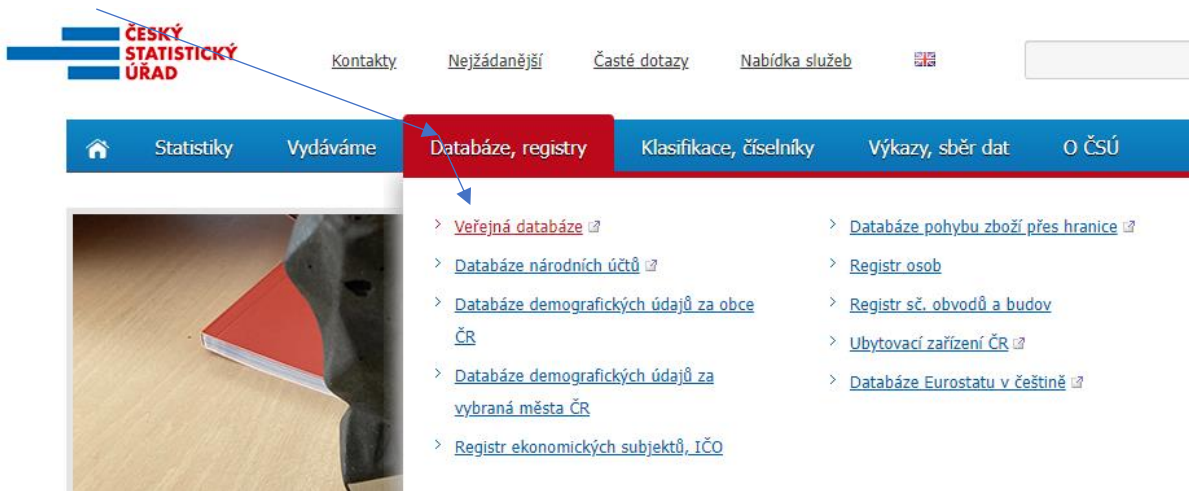 ČESKÝ
STATISTICKÝ
ÚŘAD
Kontakty Nejžádanější Časté dotazy Nabídka služeb
Statistiky Vydáváme Databáze, registry Klasifikace, číselníky Výkazy, sběr dat O ČSÚ
Veřejná databáze
Databáze národních účtů
Databáze demografických údajů za obce
ČR
Databáze demografických údajů za
vybraná města ČR
Registr ekonomických subjektů, IČO
Databáze pohybu zboží přes hranice
Registr osob
Registr sč. obvodů a budov
Ubytovací zařízení ČR
Databáze Eurostatu v češtině